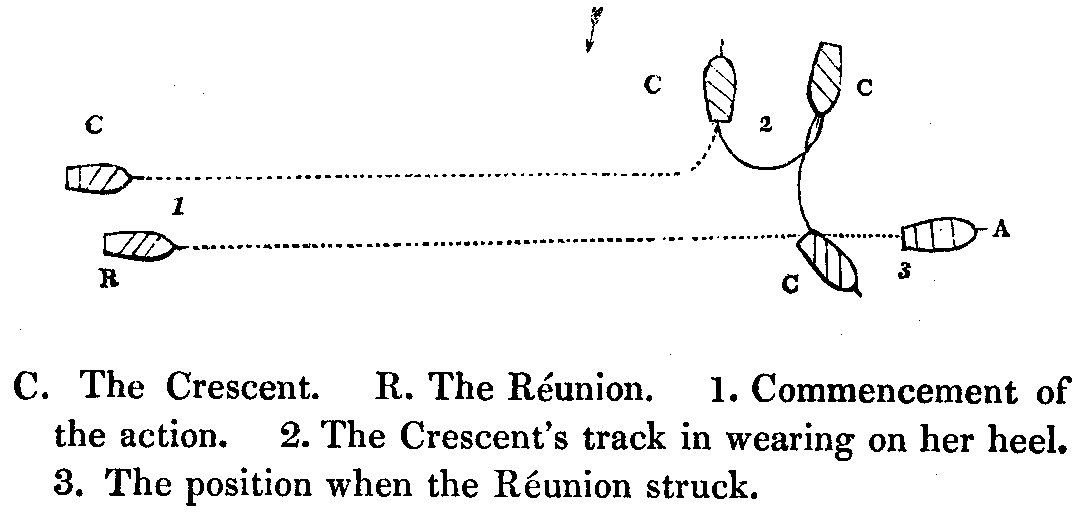 C C
C
2
1
A
R
C
3
C. The Crescent. R. The Réunion. 1. Commencement of
the action. 2. The Crescent's track in wearing on her heel.
3. The position when the Réunion struck.